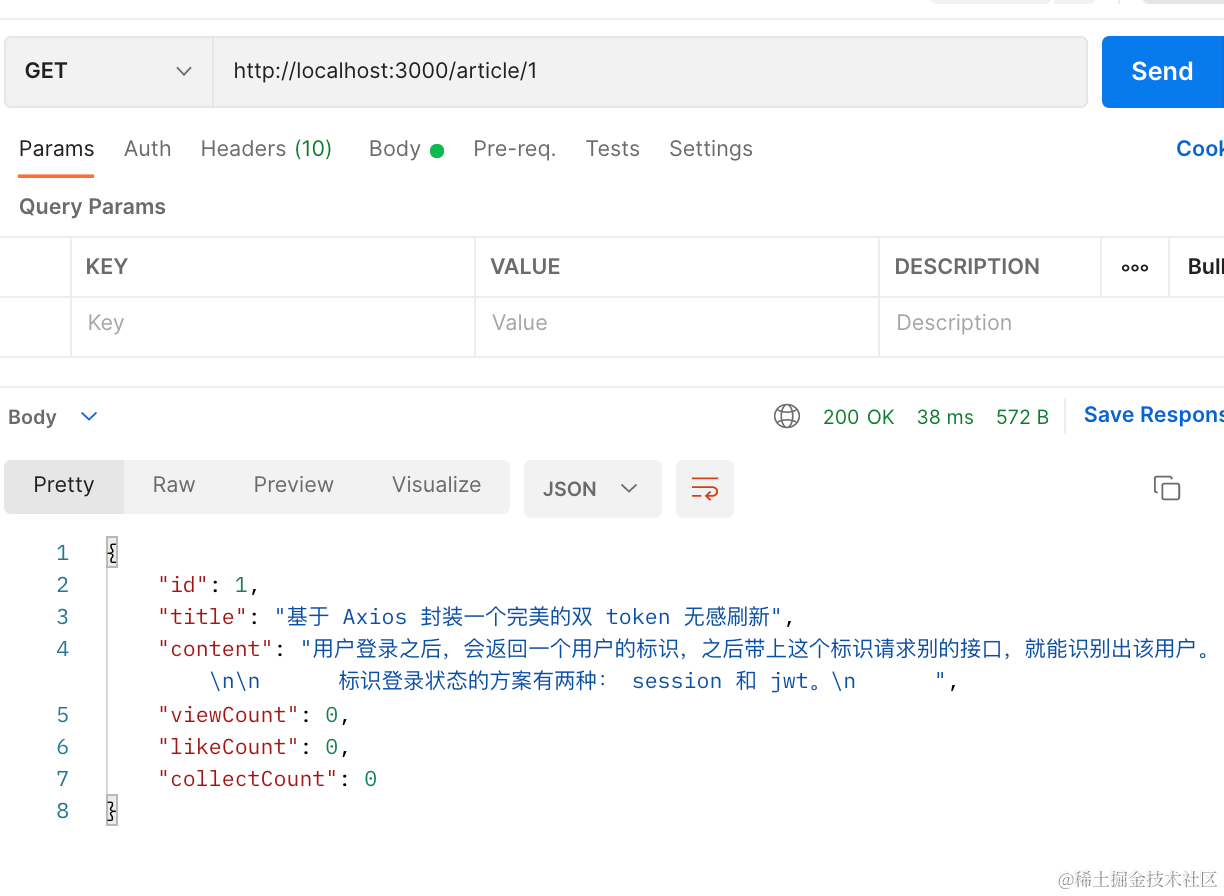 GET http://localhost:3000/article/1 Send
Params Auth Headers (10) Body Pre-req. Tests Settings
Query Params
KEY VALUE DESCRIPTION
Key Value Description
Body 200 OK 38 ms 572 B Save
Pretty Raw Preview Visualize JSON
1 {
2 "id": 1,
3 "title": "基于 Axios 封装一个完美的双 token 无感刷新",
4 "content": "用户登录之后，会返回一个用户的标识，之后带上这个标识请求别的接口，就能识别出该用户。
\n\n 标识登录状态的方案有两种： session 和 jwt。\n ",
5 "viewCount": 0,
6 "likeCount": 0,
7 "collectCount": 0
8 }
@稀土掘金技术社区